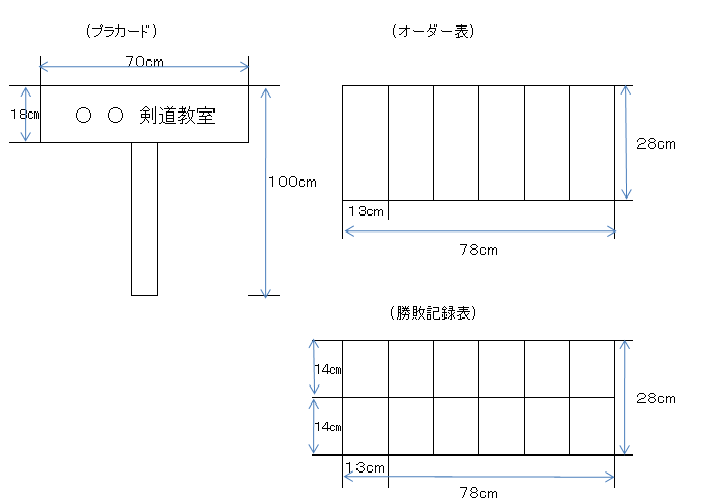 （プラカード）
70cm
18cm
○ ○ 剣道教室
100cm
（オーダー表）
28cm
13cm
78cm
（勝敗記録表）
14cm
14cm
28cm
13cm
78cm